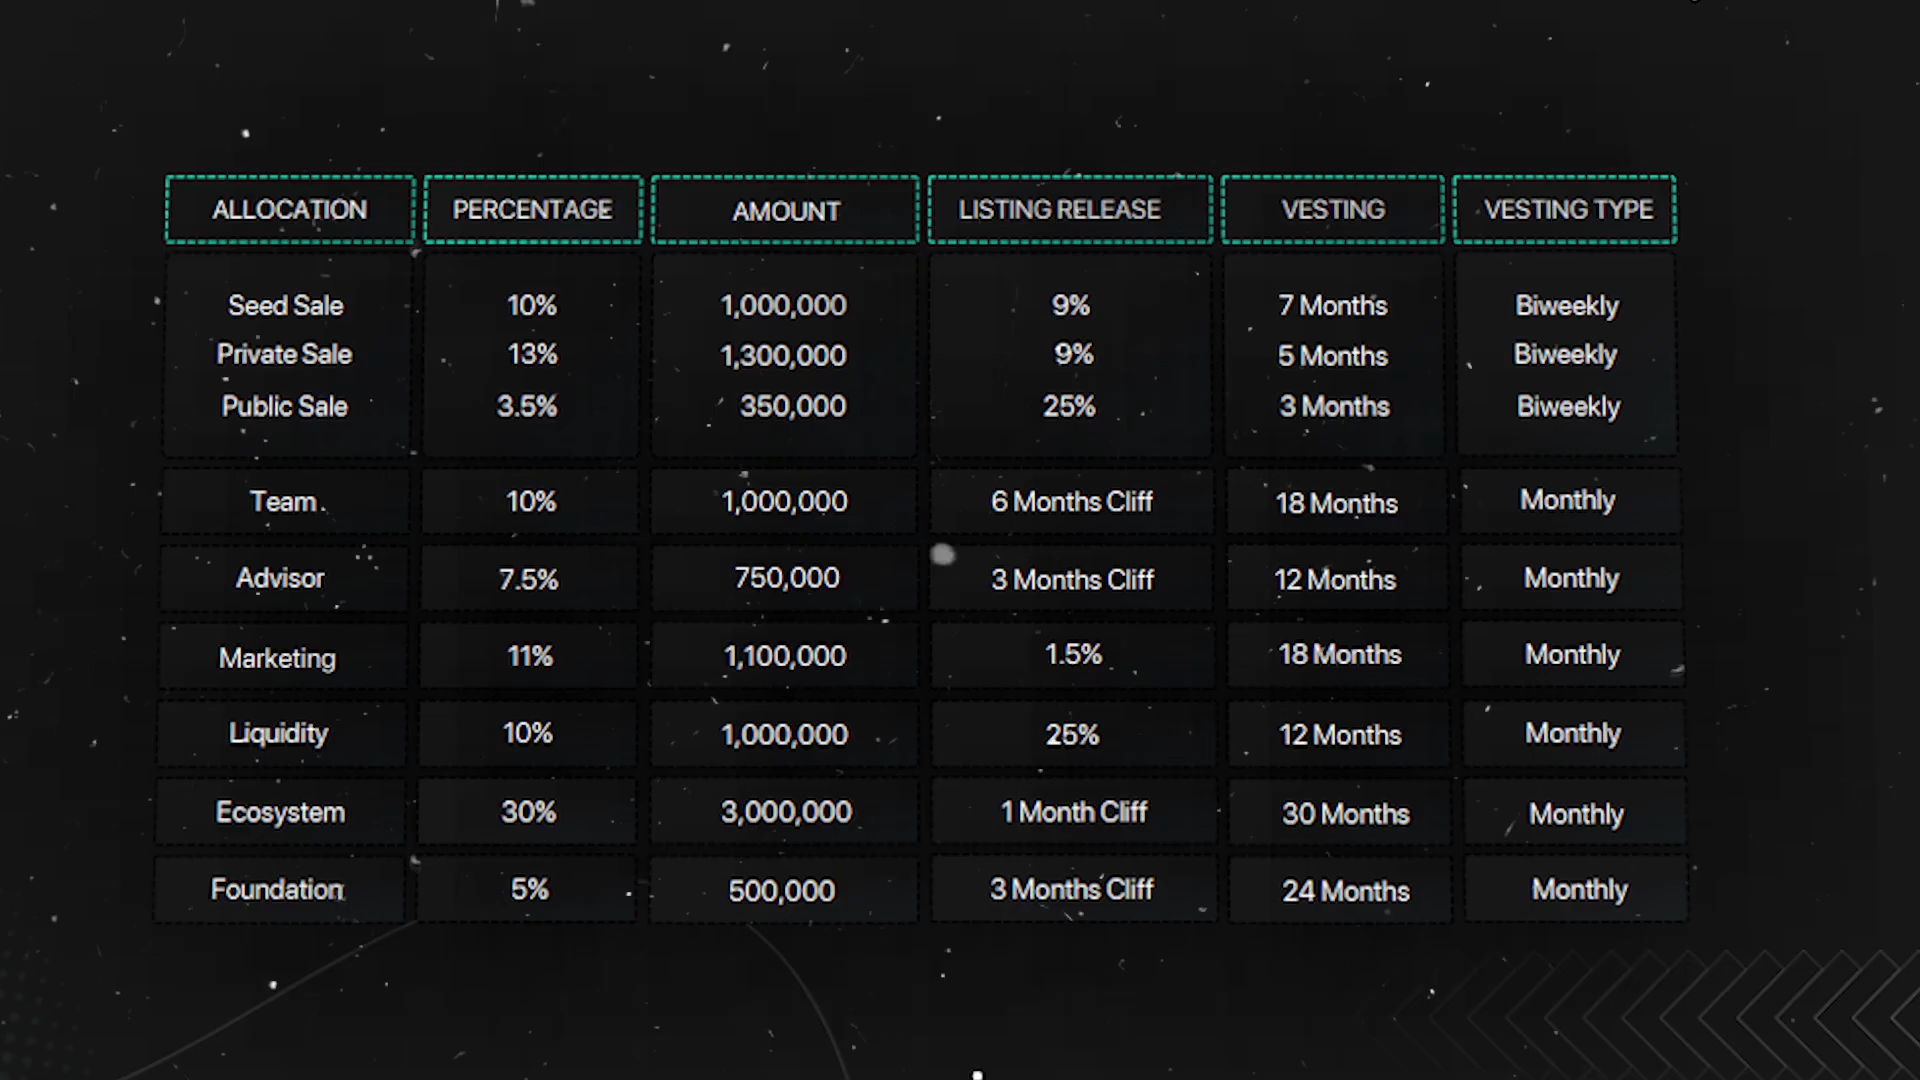 ALLOCATION PERCENTAGE AMOUNT LISTING RELEASE VESTING VESTING TYPE
Seed Sale 10% 1,000,000 9% 7 Months Biweekly
Private Sale 13% 1,300,000 9% 5 Months Biweekly
Public Sale 3.5% 350,000 25% 3 Months Biweekly
Team 10% 1,000,000 6 Months Cliff 18 Months Monthly
Advisor 7.5% 750,000 3 Months Cliff 12 Months Monthly
Marketing 11% 1,100,000 1.5% 18 Months Monthly
Liquidity 10% 1,000,000 25% 12 Months Monthly
Ecosystem 30% 3,000,000 1 Month Cliff 30 Months Monthly
Foundation 5% 500,000 3 Months Cliff 24 Months Monthly